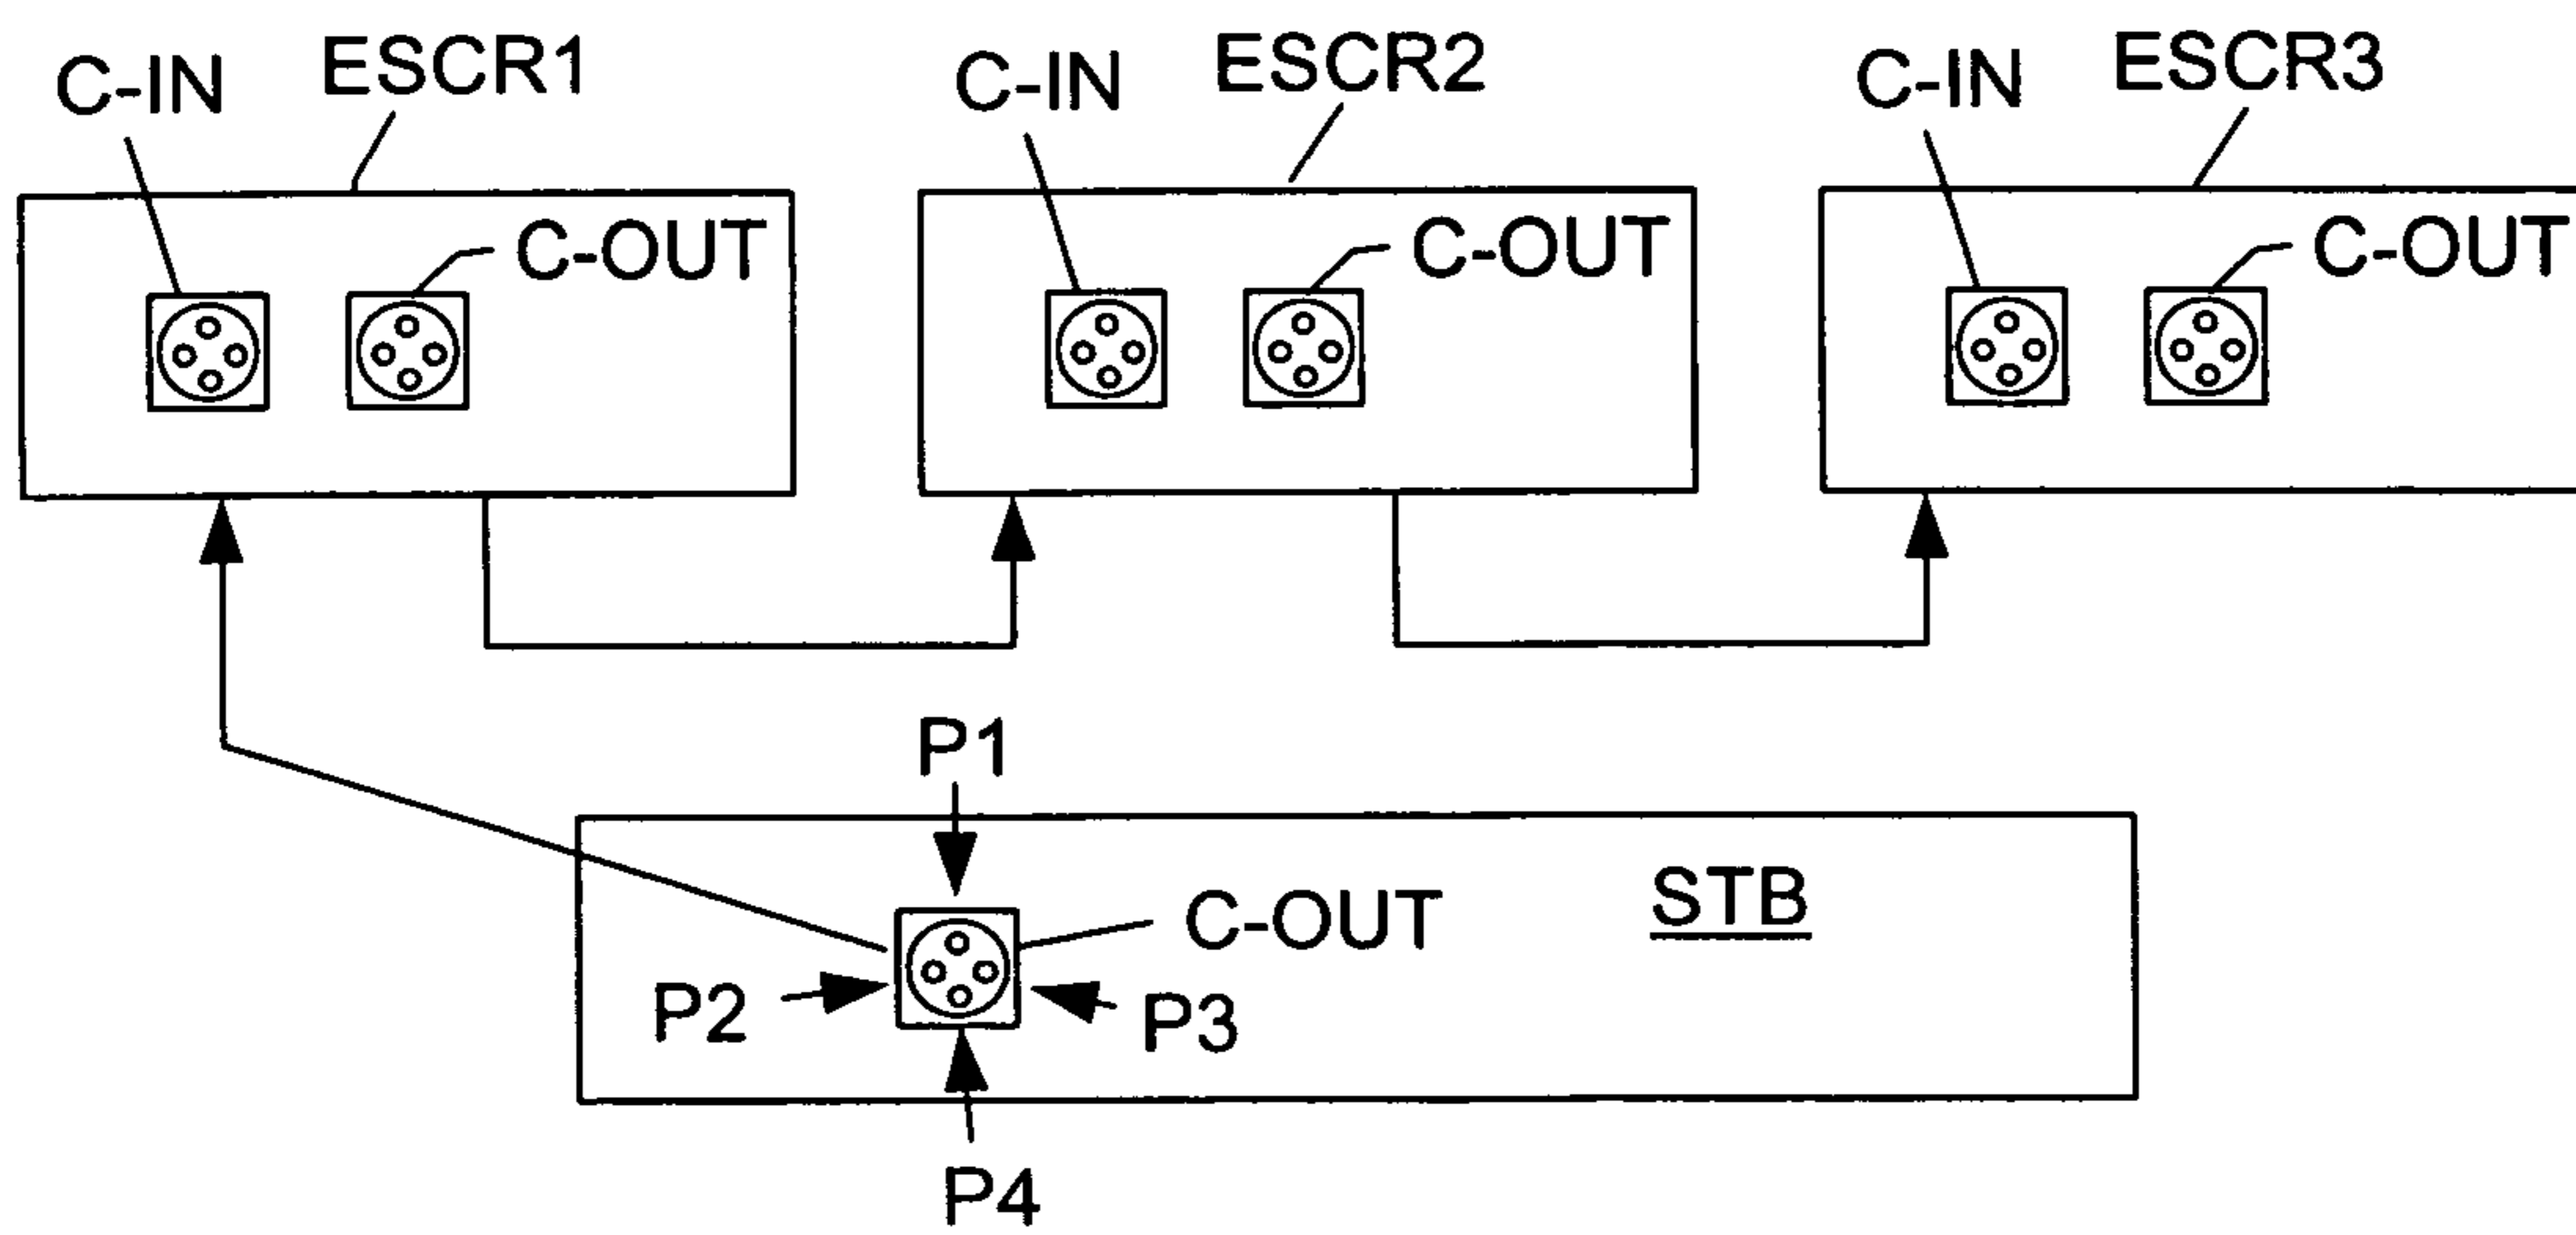 C-IN ESCR1 C-IN ESCR2 C-IN ESCR3
C-OUT C-OUT C-OUT
P1
C-OUT STB
P2 P3
P4